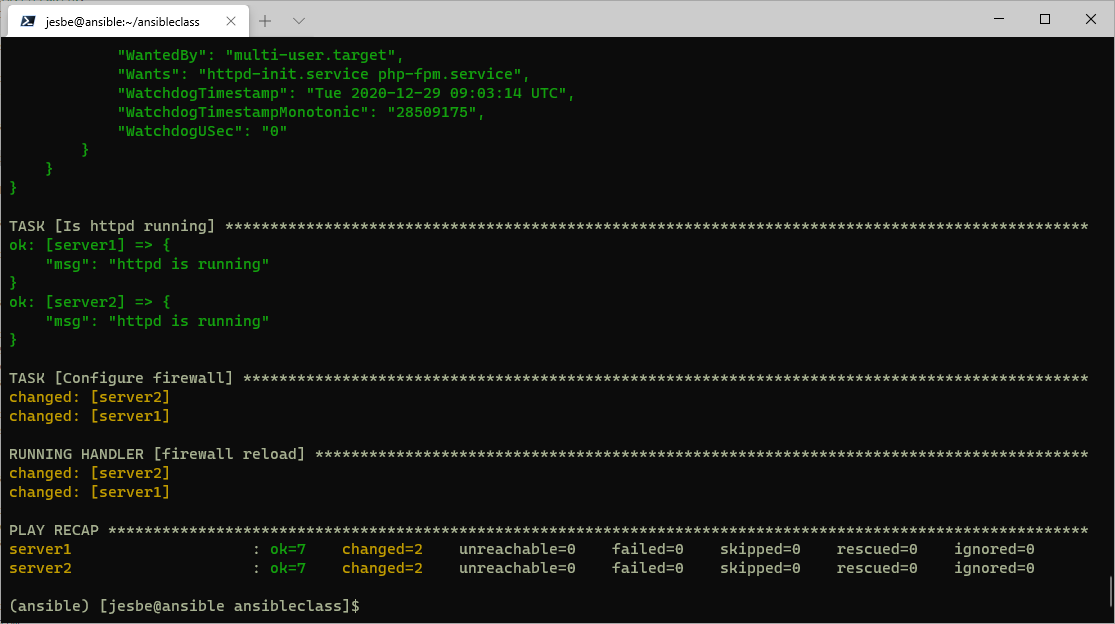 jesbe@ansible:~/ansibleclass
            "WantedBy": "multi-user.target",
            "Wants": "httpd-init.service php-fpm.service",
            "WatchdogTimestamp": "Tue 2020-12-29 09:03:14 UTC",
            "WatchdogTimestampMonotonic": "28509175",
            "WatchdogUSec": "0"
        }
    }
}
TASK [Is httpd running] ************************************************************************************************
ok: [server1] => {
    "msg": "httpd is running"
}
ok: [server2] => {
    "msg": "httpd is running"
}
TASK [Configure firewall] **********************************************************************************************
changed: [server2]
changed: [server1]
RUNNING HANDLER [firewall reload] **************************************************************************************
changed: [server2]
changed: [server1]
PLAY RECAP *************************************************************************************************************
server1                    : ok=7    changed=2    unreachable=0    failed=0    skipped=0    rescued=0    ignored=0
server2                    : ok=7    changed=2    unreachable=0    failed=0    skipped=0    rescued=0    ignored=0
(ansible) [jesbe@ansible ansibleclass]$